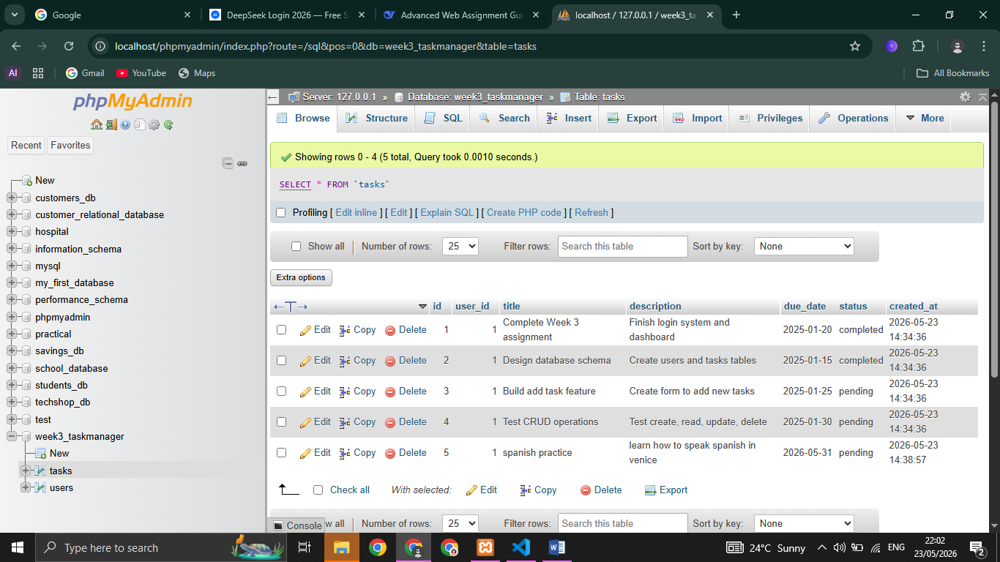 Google
DeepSeek Login 2026 — Free S
Advanced Web Assignment Gui
localhost / 127.0.0.1 / week3_ta
localhost/phpmyadmin/index.php?route=/sql&pos=0&db=week3_taskmanager&table=tasks
AI
Gmail
YouTube
Maps
All Bookmarks
phpMyAdmin
Recent
Favorites
New
customers_db
customer_relational_database
hospital
information_schema
mysql
my_first_database
performance_schema
phpmyadmin
practical
savings_db
school_database
students_db
techshop_db
test
week3_taskmanager
New
tasks
users
Server: 127.0.0.1 » Database: week3_taskmanager » Table: tasks
Browse Structure SQL Search Insert Export Import Privileges Operations More
Showing rows 0 - 4 (5 total, Query took 0.0010 seconds.)
SELECT * FROM `tasks`
Profiling [ Edit inline ] [ Edit ] [ Explain SQL ] [ Create PHP code ] [ Refresh ]
Show all Number of rows: 25 Filter rows: Search this table Sort by key: None
Extra options
id user_id title description due_date status created_at
Edit Copy Delete 1 1 Complete Week 3 assignment Finish login system and dashboard 2025-01-20 completed 2026-05-23 14:34:36
Edit Copy Delete 2 1 Design database schema Create users and tasks tables 2025-01-15 completed 2026-05-23 14:34:36
Edit Copy Delete 3 1 Build add task feature Create form to add new tasks 2025-01-25 pending 2026-05-23 14:34:36
Edit Copy Delete 4 1 Test CRUD operations Test create, read, update, delete 2025-01-30 pending 2026-05-23 14:34:36
Edit Copy Delete 5 1 spanish practice learn how to speak spanish in venice 2026-05-31 pending 2026-05-23 14:38:57
Check all With selected: Edit Copy Delete Export
Console
w all Number of rows: 25 Filter rows: Search this table Sort by key: None
Type here to search
24°C Sunny
ENG
22:02
23/05/2026
2